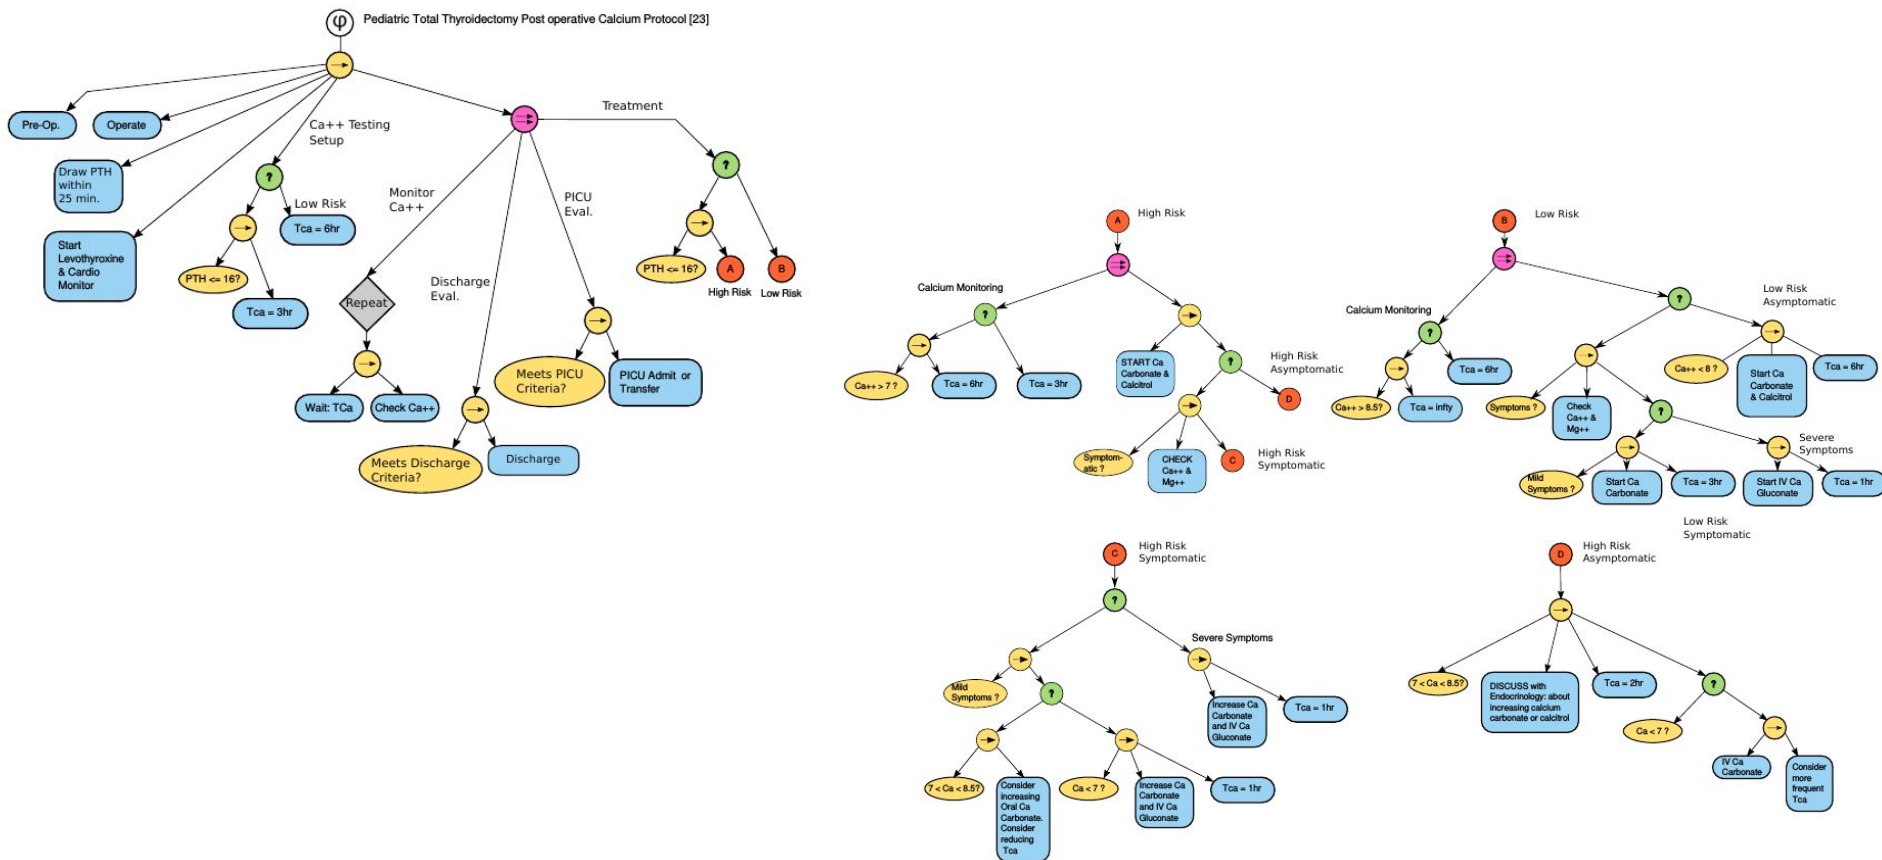 φ
Pediatric Total Thyroidectomy Post operative Calcium Protocol [23]
Treatment
Pre-Op.
Operate
Ca++ Testing
Setup
Draw PTH
within
25 min.
?
Low Risk
Tca = 6hr
Start
Levothyroxine
& Cardio
Monitor
PTH <= 16?
Tca = 3hr
Monitor
Ca++
Repeat
Wait: TCa
Check Ca++
Discharge
Eval.
Meets Discharge
Criteria?
Discharge
PICU
Eval.
Meets PICU
Criteria?
PICU Admit or
Transfer
?
PTH <= 16?
A
High Risk
B
Low Risk
A
High Risk
Calcium Monitoring
?
Ca++ > 7 ?
Tca = 6hr
Tca = 3hr
START Ca
Carbonate &
Calcitrol
?
High Risk
Asymptomatic
D
Symptom-
atic ?
CHECK
Ca++ &
Mg++
C
High Risk
Symptomatic
B
Low Risk
Calcium Monitoring
?
Ca++ > 8.5?
Tca = infty
Tca = 6hr
?
Low Risk
Asymptomatic
Ca++ < 8 ?
Start Ca
Carbonate
& Calcitrol
Tca = 6hr
Symptoms ?
Check
Ca++ &
Mg++
?
Severe
Symptoms
Mild
Symptoms ?
Start Ca
Carbonate
Tca = 3hr
Start IV Ca
Gluconate
Tca = 1hr
Low Risk
Symptomatic
C
High Risk
Symptomatic
?
Severe Symptoms
Mild
Symptoms ?
?
Increase Ca
Carbonate
and IV Ca
Gluconate
Tca = 1hr
7 < Ca < 8.5?
Consider
increasing
Oral Ca
Carbonate.
Consider
reducing
Tca
Ca < 7 ?
Increase Ca
Carbonate
and IV Ca
Gluconate
Tca = 1hr
D
High Risk
Asymptomatic
7 < Ca < 8.5?
DISCUSS with
Endocrinology: about
increasing calcium
carbonate or calcitrol
Tca = 2hr
?
Ca < 7 ?
IV Ca
Carbonate
Consider
more
frequent
Tca